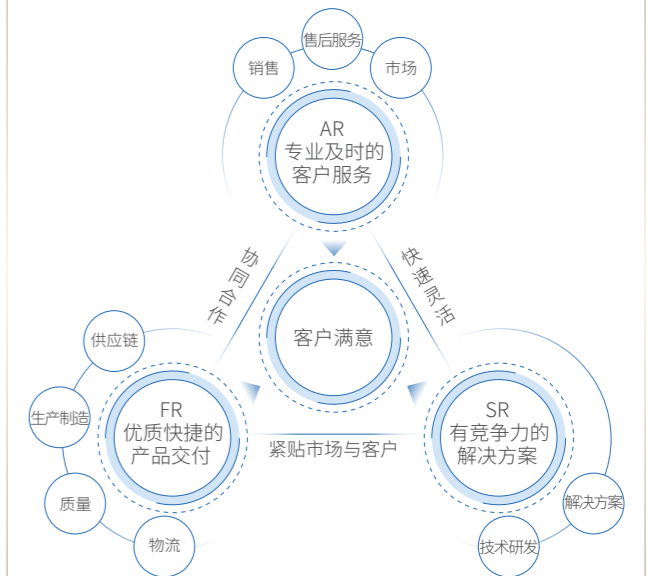 售后服务
销售
市场
AR
专业及时的
客户服务
协同合作
快速灵活
客户满意
供应链
生产制造
质量
物流
FR
优质快捷的
产品交付
紧贴市场与客户
SR
有竞争力的
解决方案
解决方案
技术研发